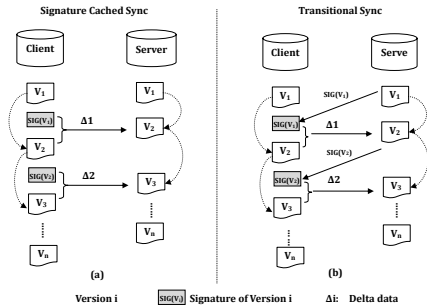 Signature Cached Sync
Transitional Sync
Client
Server
Client
Serve
V1
V1
SIG(V1)
Δ1
V2
V2
SIG(V2)
Δ2
V3
V3
Vn
Vn
(a)
V1
SIG(V1)
V1
SIG(V1)
Δ1
V2
V2
SIG(V2)
SIG(V2)
Δ2
V3
V3
Vn
Vn
(b)
Version i
SIG(Vi)
Signature of Version i
Δi: Delta data